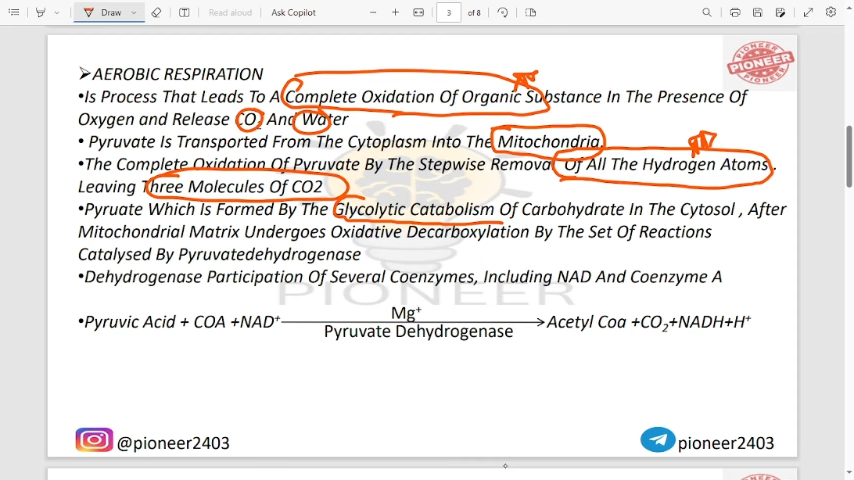 Draw
Read aloud
Ask Copilot
3
of 8
➢AEROBIC RESPIRATION
•Is Process That Leads To A Complete Oxidation Of Organic Substance In The Presence Of
Oxygen and Release CO₂ And Water
• Pyruvate Is Transported From The Cytoplasm Into The Mitochondria.
•The Complete Oxidation Of Pyruvate By The Stepwise Removal Of All The Hydrogen Atoms .
Leaving Three Molecules Of CO2
•Pyruate Which Is Formed By The Glycolytic Catabolism Of Carbohydrate In The Cytosol , After
Mitochondrial Matrix Undergoes Oxidative Decarboxylation By The Set Of Reactions
Catalysed By Pyruvatedehydrogenase
•Dehydrogenase Participation Of Several Coenzymes, Including NAD And Coenzyme A
PIONEER
Mg⁺
•Pyruvic Acid + COA +NAD⁺ → Acetyl Coa +CO₂+NADH+H⁺
Pyruvate Dehydrogenase
@pioneer2403
pioneer2403
PIONEER